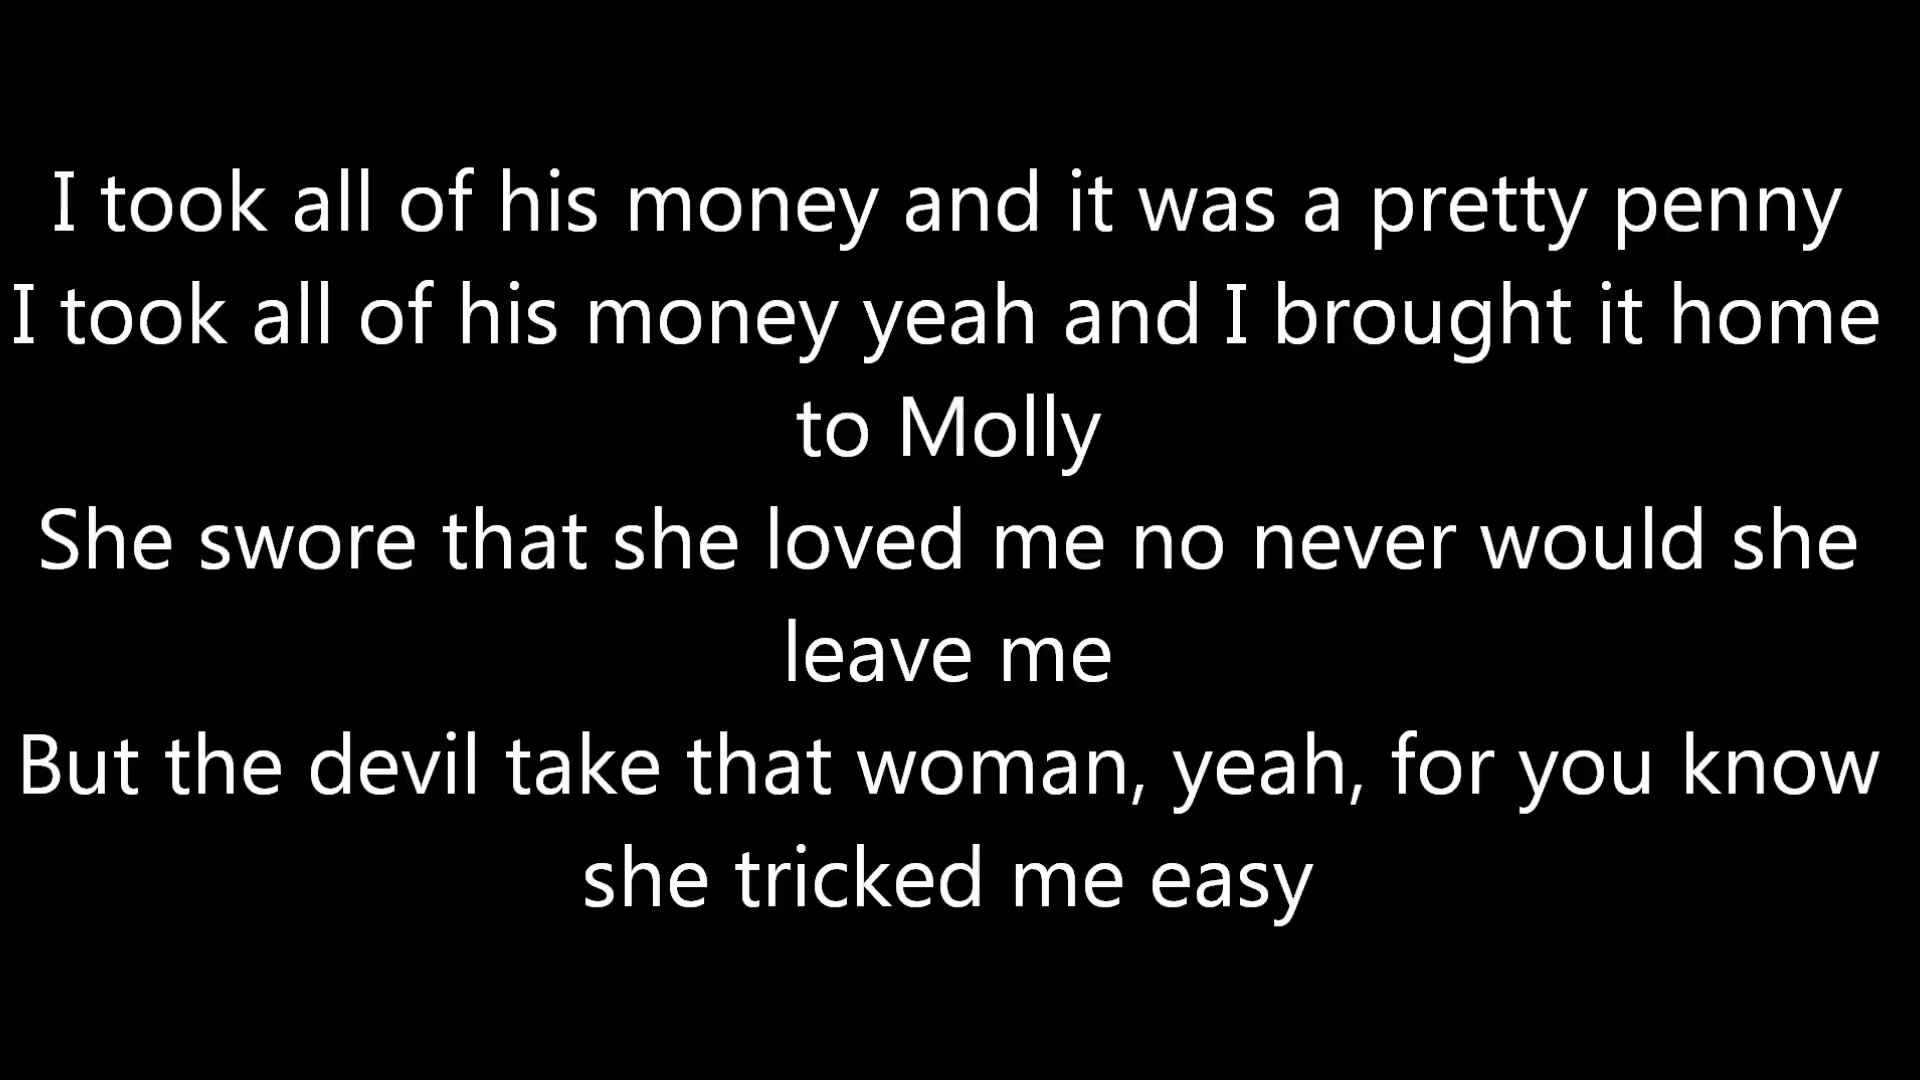 I took all of his money and it was a pretty penny
I took all of his money yeah and I brought it home
to Molly
She swore that she loved me no never would she
leave me
But the devil take that woman, yeah, for you know
she tricked me easy